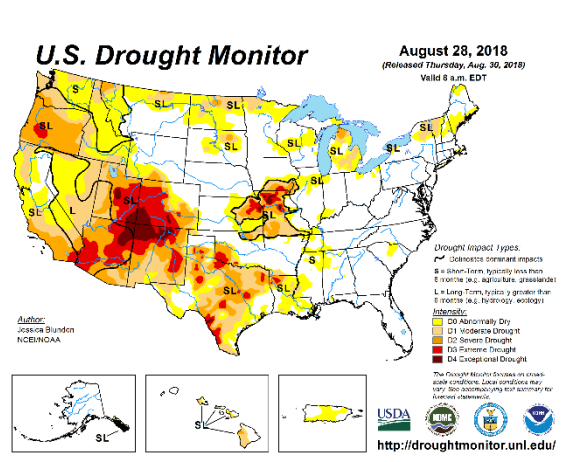 U.S. Drought Monitor
August 28, 2018
(Released Thursday, Aug. 30, 2018)
Valid 8 a.m. EDT
S
SL
SL
SL
SL
SL
SL
SL
SL
SL
SL
SL
L
SL
S
SL
SL
Drought Impact Types:
Delineates dominant impacts
S = Short-Term, typically less than
6 months (e.g. agriculture, grasslands)
L = Long-Term, typically greater than
6 months (e.g. hydrology, ecology)
Intensity:
D0 Abnormally Dry
D1 Moderate Drought
D2 Severe Drought
D3 Extreme Drought
D4 Exceptional Drought
Author:
Jessica Blunden
NCEI/NOAA
The Drought Monitor focuses on broad-
scale conditions. Local conditions may
vary. See accompanying text summary for
forecast statements.
SL
SL
USDA
NDMC
http://droughtmonitor.unl.edu/